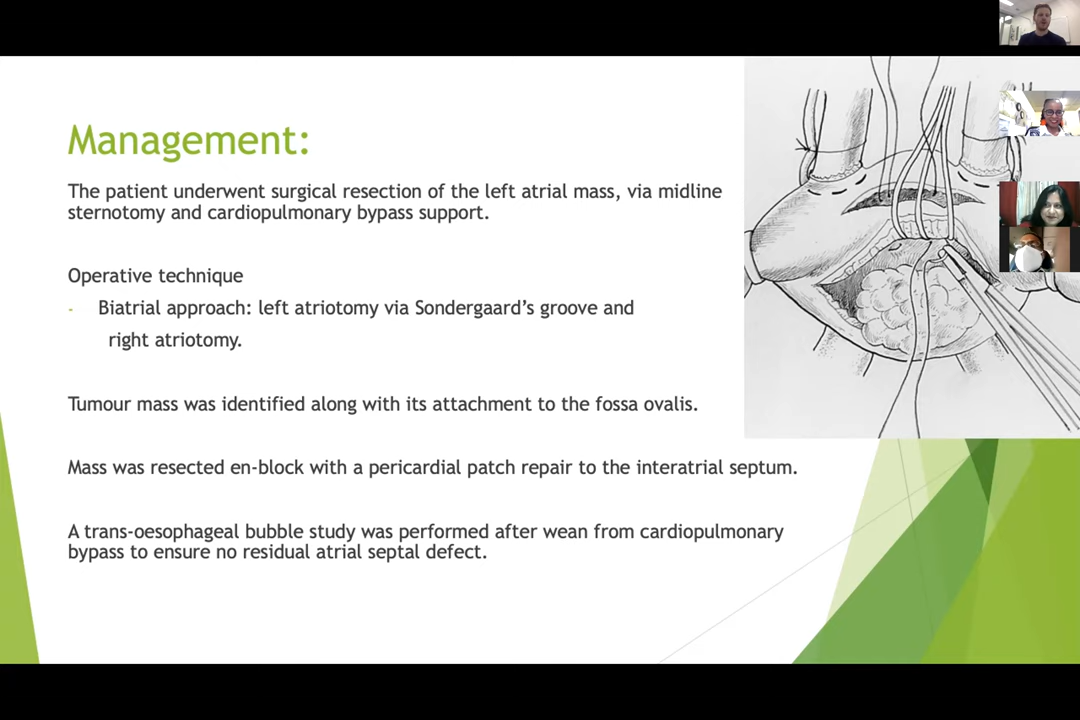 Management:
The patient underwent surgical resection of the left atrial mass, via midline
sternotomy and cardiopulmonary bypass support.
Operative technique
- Biatrial approach: left atriotomy via Sondergaard’s groove and
right atriotomy.
Tumour mass was identified along with its attachment to the fossa ovalis.
Mass was resected en-block with a pericardial patch repair to the interatrial septum.
A trans-oesophageal bubble study was performed after wean from cardiopulmonary
bypass to ensure no residual atrial septal defect.